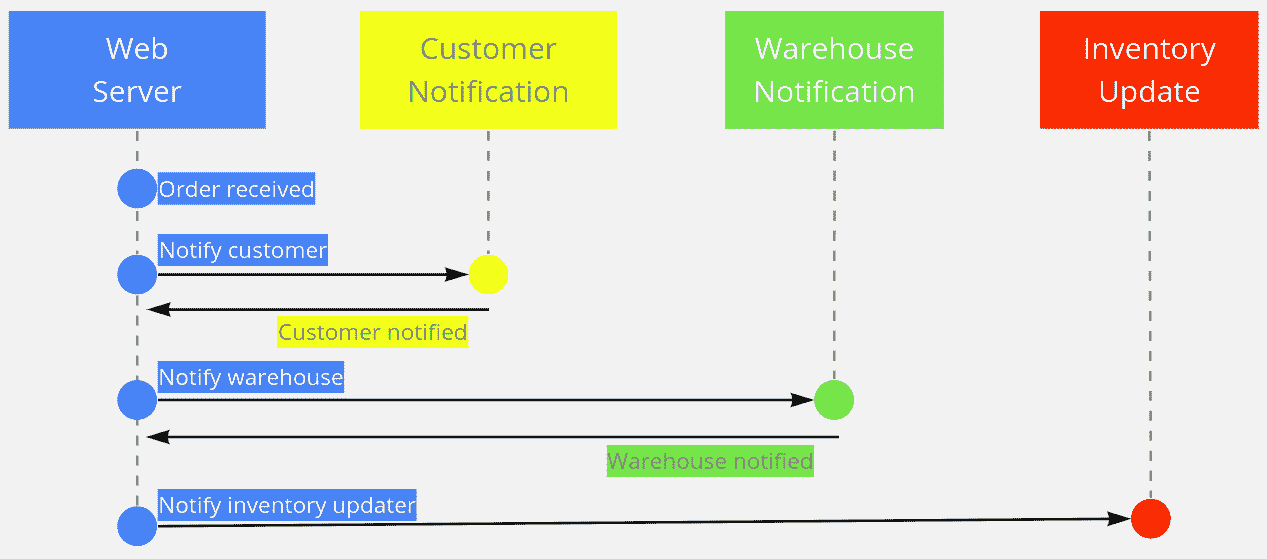 Web
Server
Customer
Notification
Warehouse
Notification
Inventory
Update
Order received
Notify customer
Customer notified
Notify warehouse
Warehouse notified
Notify inventory updater